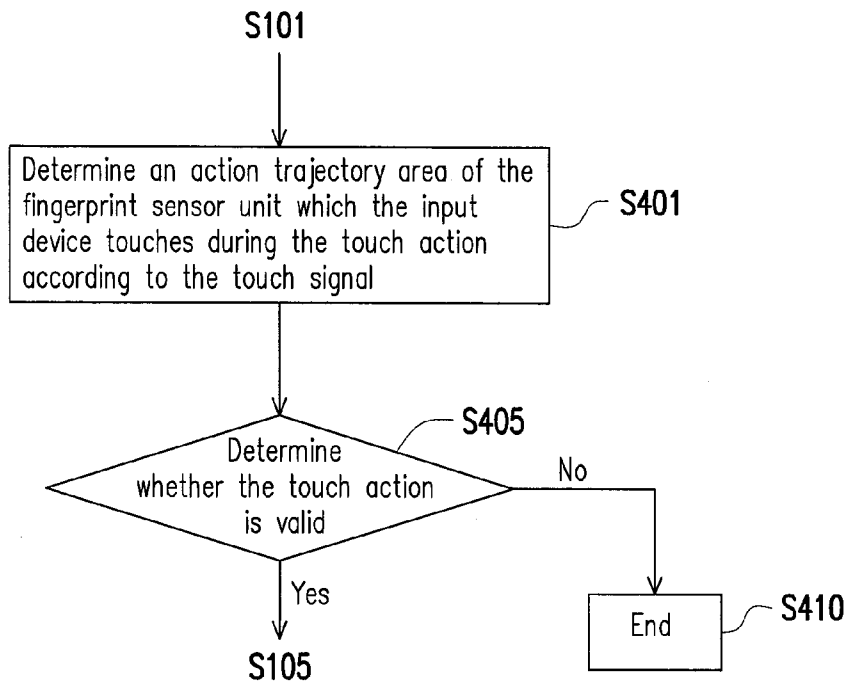 S101
Determine an action trajectory area of the
fingerprint sensor unit which the input
device touches during the touch action
according to the touch signal
S401
S405
Determine
whether the touch action
is valid
No
Yes
S105
End
S410